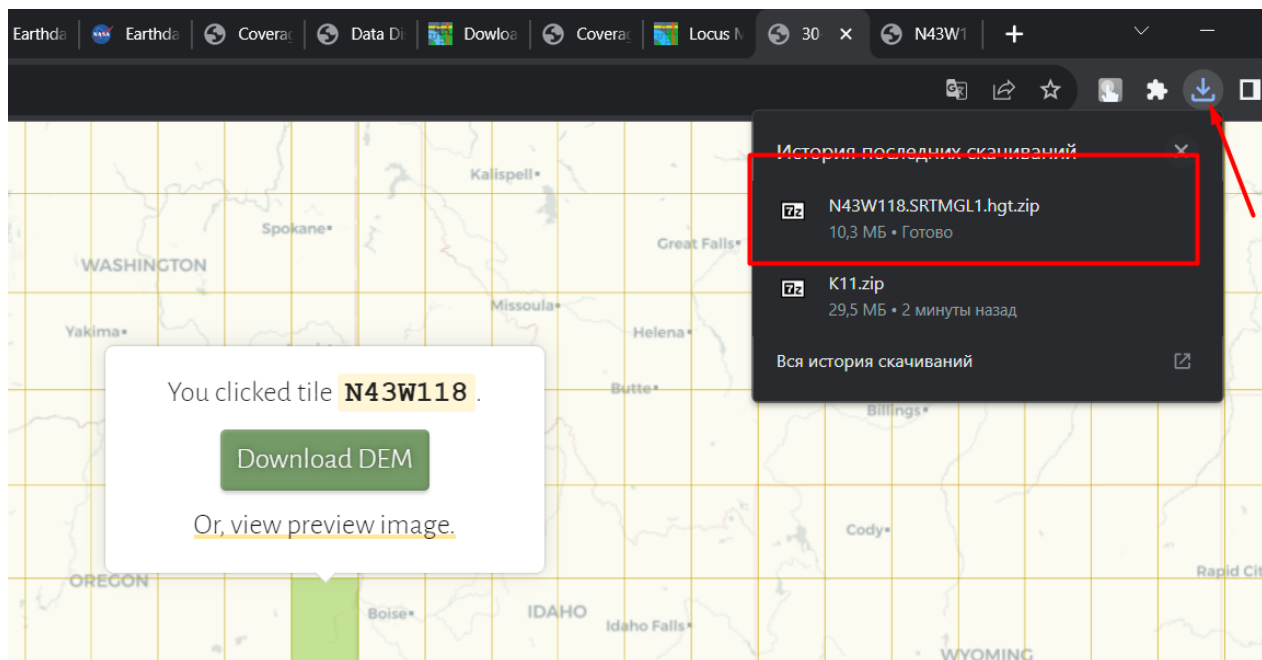 Earthda
Earthda
Coverag
Data Di
Dowloa
Coverag
Locus M
30
N43W1
История последних скачиваний
N43W118.SRTMGL1.hgt.zip
10,3 МБ • Готово
K11.zip
29,5 МБ • 2 минуты назад
Вся история скачиваний
Kalispell
Spokane
Great Falls
WASHINGTON
Missoula
Yakima
Helena
You clicked tile N43W118 .
Download DEM
Or, view preview image.
Butte
Billings
Cody
OREGON
Rapid Cit
Boise
IDAHO
Idaho Falls
WYOMING